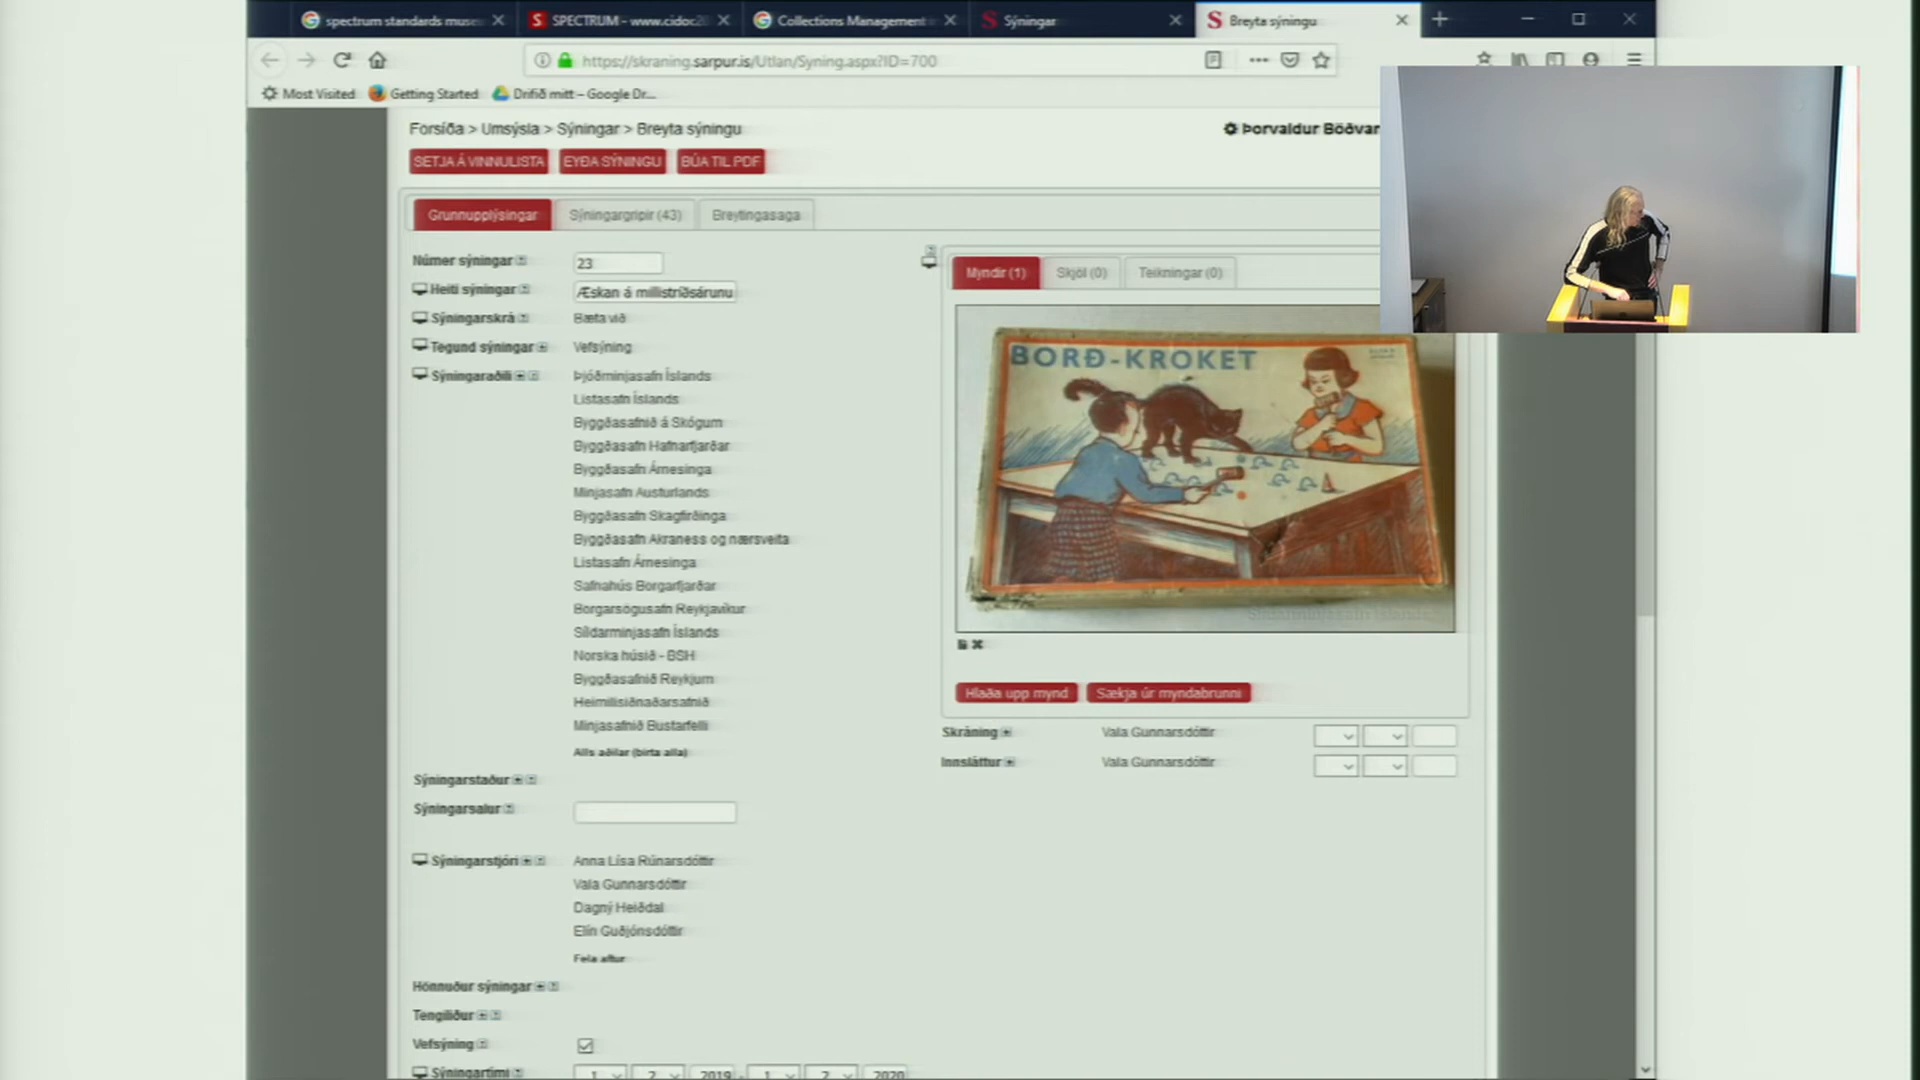 spectrum standards muse
SPECTRUM - www.cidoc2
Collections Management
Sýningar
Breyta sýningu
https://skraning.sarpur.is/Utlan/Syning.aspx?ID=700
Most Visited
Getting Started
Drifið mitt – Google Dr...
Forsíða > Umsýsla > Sýningar > Breyta sýningu
Þorvaldur Böðvar
SETJA Á VINNULISTA
EYÐA SÝNINGU
BÚA TIL PDF
Grunnupplýsingar
Sýningargripir (43)
Breytingasaga
Númer sýningar
23
Heiti sýningar
Æskan á millistríðsárunu
Sýningarskrá
Bæta við
Tegund sýningar
Vefsýning
Sýningaraðili
Þjóðminjasafn Íslands
Listasafn Íslands
Byggðasafnið á Skógum
Byggðasafn Hafnarfjarðar
Byggðasafn Árnesinga
Minjasafn Austurlands
Byggðasafn Skagfirðinga
Byggðasafn Akraness og nærsveita
Listasafn Árnesinga
Safnahús Borgarfjarðar
Borgarsögusafn Reykjavíkur
Síldarminjasafn Íslands
Norska húsið - BSH
Byggðasafnið Reykjum
Heimilisiðnaðarsafnið
Minjasafnið Bustarfelli
Alls aðilar (birta alla)
Sýningarstaður
Sýningarsalur
Sýningarstjóri
Anna Lísa Rúnarsdóttir
Vala Gunnarsdóttir
Dagný Heiðdal
Elín Guðjónsdóttir
Fela aftur
Hönnuður sýningar
Tengiliður
Vefsýning
Sýningartími
1 2 2019 - 1 2 2020
Myndir (1)
Skjöl (0)
Teikningar (0)
BORÐ-KROKET
Síldarminjasafn Íslands
Hlaða upp mynd
Sækja úr myndabrunni
Skráning
Vala Gunnarsdóttir
Innsláttur
Vala Gunnarsdóttir